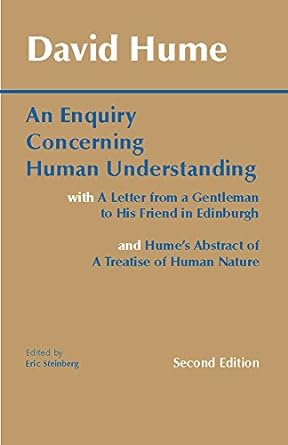 David Hume
An Enquiry
Concerning
Human Understanding
with A Letter from a Gentleman
to His Friend in Edinburgh
and Hume's Abstract of
A Treatise of Human Nature
Edited by
Eric Steinberg
Second Edition